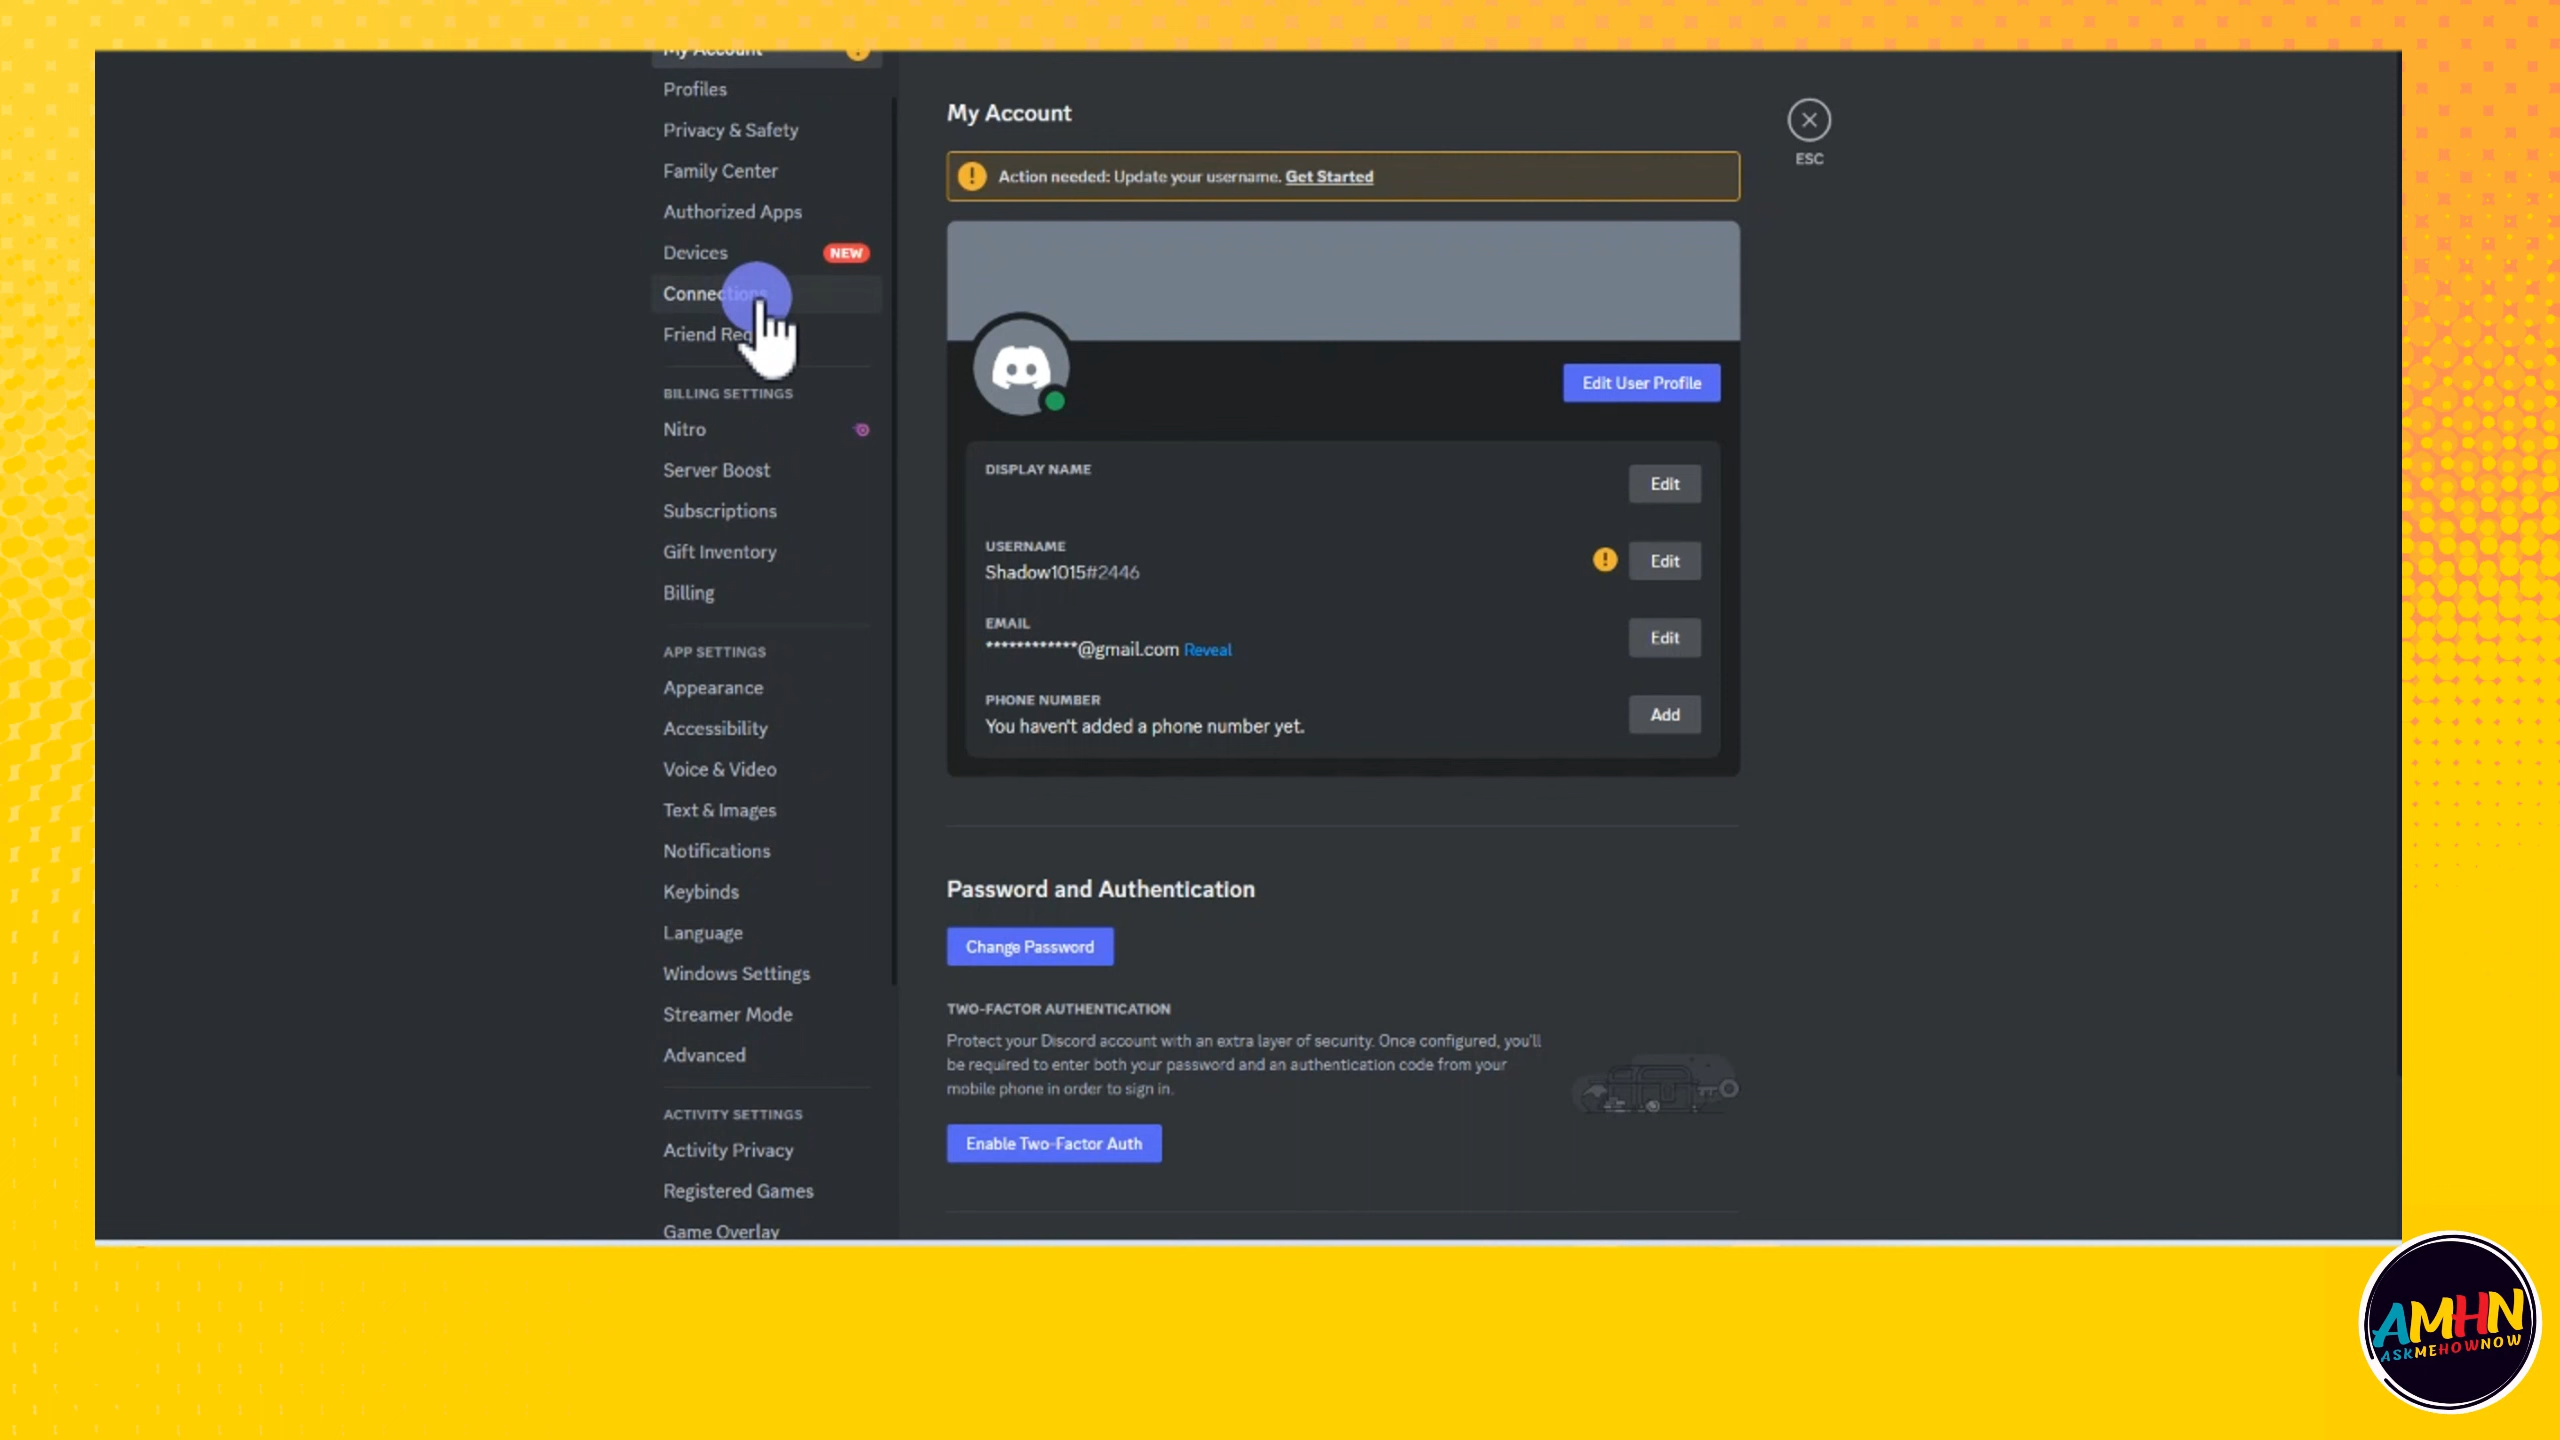 My Account
Profiles
Privacy & Safety
Family Center
Authorized Apps
Devices
NEW
Connections
Friend Req
BILLING SETTINGS
Nitro
Server Boost
Subscriptions
Gift Inventory
Billing
APP SETTINGS
Appearance
Accessibility
Voice & Video
Text & Images
Notifications
Keybinds
Language
Windows Settings
Streamer Mode
Advanced
ACTIVITY SETTINGS
Activity Privacy
Registered Games
Game Overlay
My Account
ESC
Action needed: Update your username. Get Started
Edit User Profile
DISPLAY NAME
Edit
USERNAME
Shadow1015#2446
Edit
EMAIL
************@gmail.com Reveal
Edit
PHONE NUMBER
You haven't added a phone number yet.
Add
Password and Authentication
Change Password
TWO-FACTOR AUTHENTICATION
Protect your Discord account with an extra layer of security. Once configured, you'll
be required to enter both your password and an authentication code from your
mobile phone in order to sign in.
Enable Two-Factor Auth
AMHN
ASKMEHOWNOW